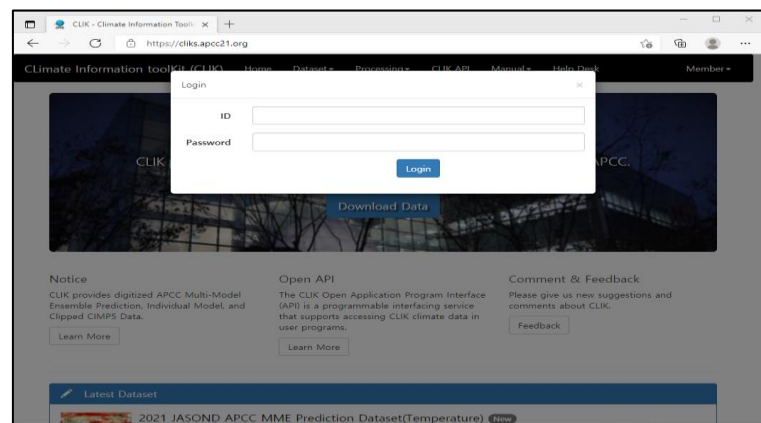 CLIK - Climate Information Toolk
https://cliks.apcc21.org
CLimate Information toolKit (CLIK) Home Dataset Processing CLIK API Manual Help Desk Member
Login
ID
Password
Login
CLIK
APCC.
Download Data
Notice
CLIK provides digitized APCC Multi-Model
Ensemble Prediction, Individual Model, and
Clipped CIMP5 Data.
Learn More
Open API
The CLIK Open Application Program Interface
(API) is a programmable interfacing service
that supports accessing CLIK climate data in
user programs.
Learn More
Comment & Feedback
Please give us new suggestions and
comments about CLIK.
Feedback
Latest Dataset
2021 JASOND APCC MME Prediction Dataset(Temperature) New